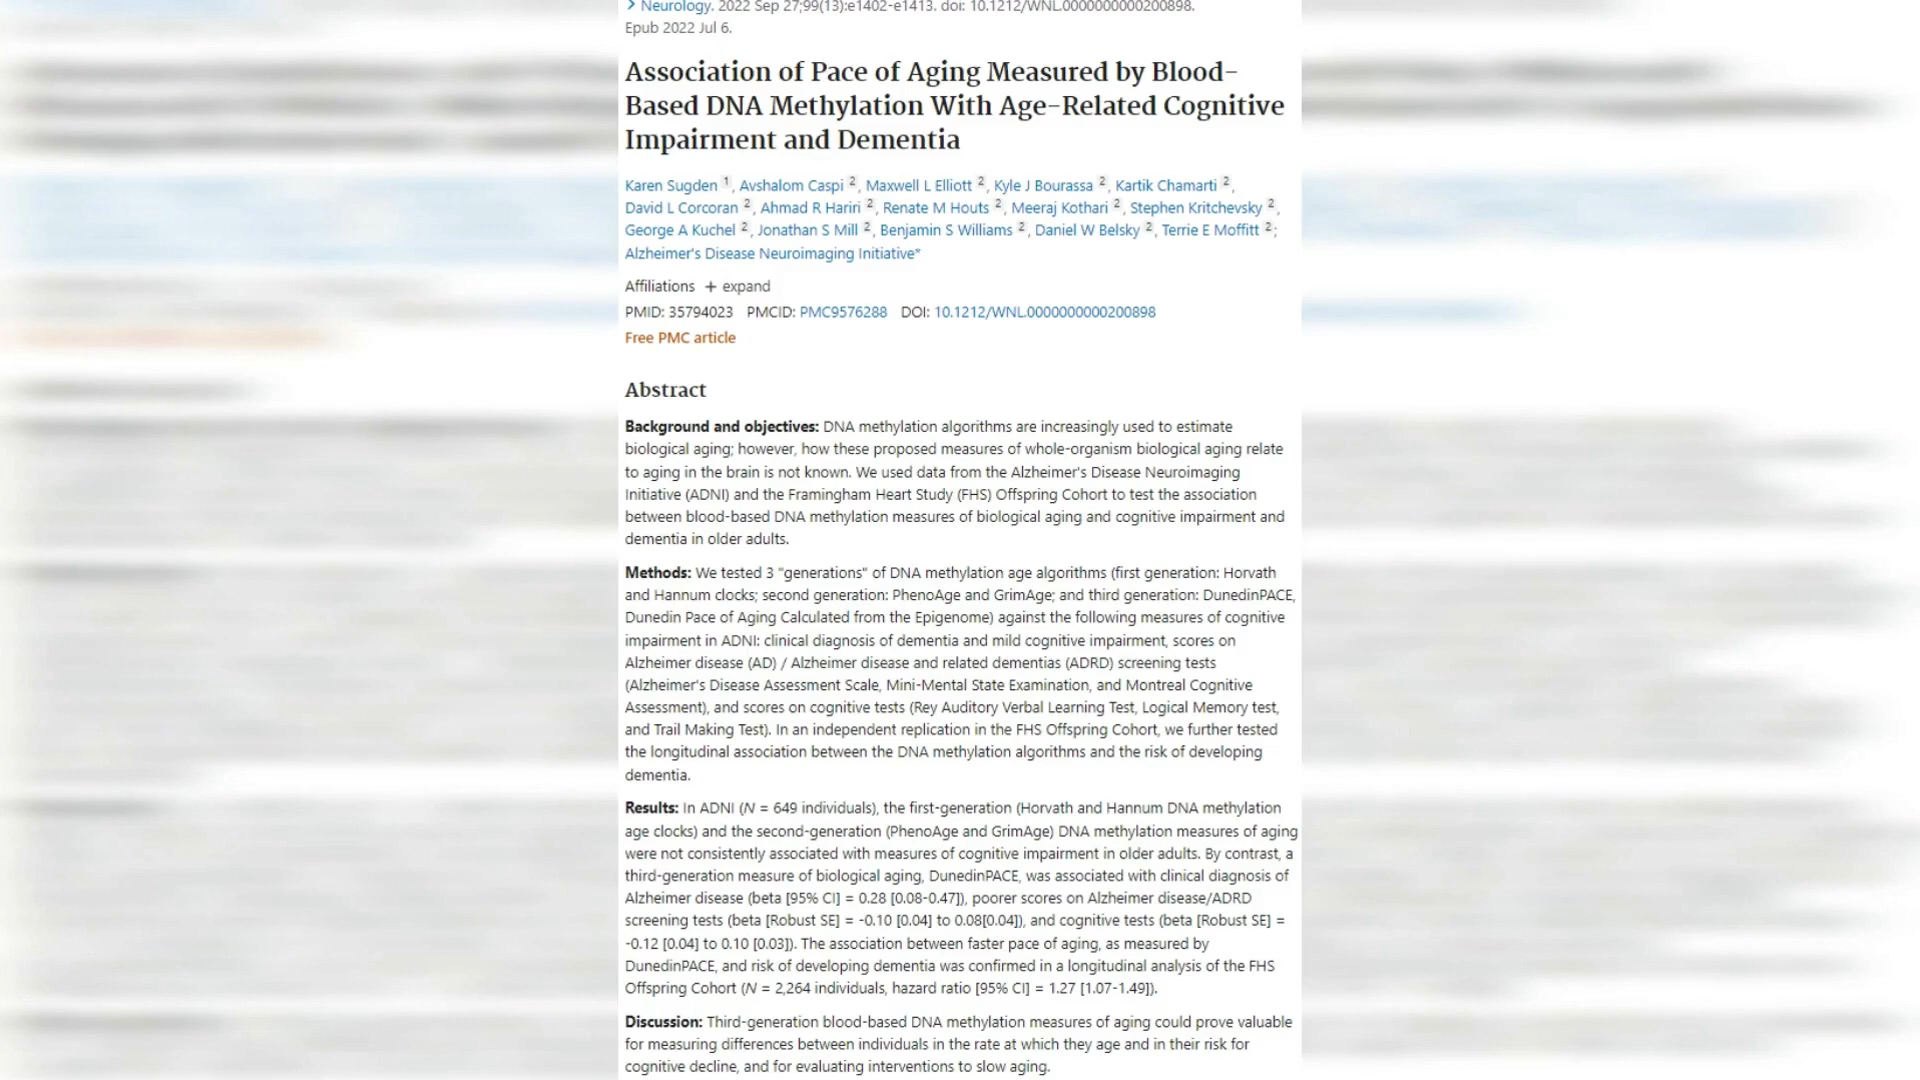 > Neurology. 2022 Sep 27;99(13):e1402-e1413. doi: 10.1212/WNL.0000000000200898.
Epub 2022 Jul 6.
Association of Pace of Aging Measured by Blood-
Based DNA Methylation With Age-Related Cognitive
Impairment and Dementia
Karen Sugden 1, Avshalom Caspi 2, Maxwell L Elliott 2, Kyle J Bourassa 2, Kartik Chamarti 2,
David L Corcoran 2, Ahmad R Hariri 2, Renate M Houts 2, Meeraj Kothari 2, Stephen Kritchevsky 2,
George A Kuchel 2, Jonathan S Mill 2, Benjamin S Williams 2, Daniel W Belsky 2, Terrie E Moffitt 2;
Alzheimer's Disease Neuroimaging Initiative*
Affiliations + expand
PMID: 35794023 PMCID: PMC9576288 DOI: 10.1212/WNL.0000000000200898
Free PMC article
Abstract
Background and objectives: DNA methylation algorithms are increasingly used to estimate
biological aging; however, how these proposed measures of whole-organism biological aging relate
to aging in the brain is not known. We used data from the Alzheimer's Disease Neuroimaging
Initiative (ADNI) and the Framingham Heart Study (FHS) Offspring Cohort to test the association
between blood-based DNA methylation measures of biological aging and cognitive impairment and
dementia in older adults.
Methods: We tested 3 "generations" of DNA methylation age algorithms (first generation: Horvath
and Hannum clocks; second generation: PhenoAge and GrimAge; and third generation: DunedinPACE,
Dunedin Pace of Aging Calculated from the Epigenome) against the following measures of cognitive
impairment in ADNI: clinical diagnosis of dementia and mild cognitive impairment, scores on
Alzheimer disease (AD) / Alzheimer disease and related dementias (ADRD) screening tests
(Alzheimer's Disease Assessment Scale, Mini-Mental State Examination, and Montreal Cognitive
Assessment), and scores on cognitive tests (Rey Auditory Verbal Learning Test, Logical Memory test,
and Trail Making Test). In an independent replication in the FHS Offspring Cohort, we further tested
the longitudinal association between the DNA methylation algorithms and the risk of developing
dementia.
Results: In ADNI (N = 649 individuals), the first-generation (Horvath and Hannum DNA methylation
age clocks) and the second-generation (PhenoAge and GrimAge) DNA methylation measures of aging
were not consistently associated with measures of cognitive impairment in older adults. By contrast, a
third-generation measure of biological aging, DunedinPACE, was associated with clinical diagnosis of
Alzheimer disease (beta [95% CI] = 0.28 [0.08-0.47]), poorer scores on Alzheimer disease/ADRD
screening tests (beta [Robust SE] = -0.10 [0.04] to 0.08[0.04]), and cognitive tests (beta [Robust SE] =
-0.12 [0.04] to 0.10 [0.03]). The association between faster pace of aging, as measured by
DunedinPACE, and risk of developing dementia was confirmed in a longitudinal analysis of the FHS
Offspring Cohort (N = 2,264 individuals, hazard ratio [95% CI] = 1.27 [1.07-1.49]).
Discussion: Third-generation blood-based DNA methylation measures of aging could prove valuable
for measuring differences between individuals in the rate at which they age and in their risk for
cognitive decline, and for evaluating interventions to slow aging.